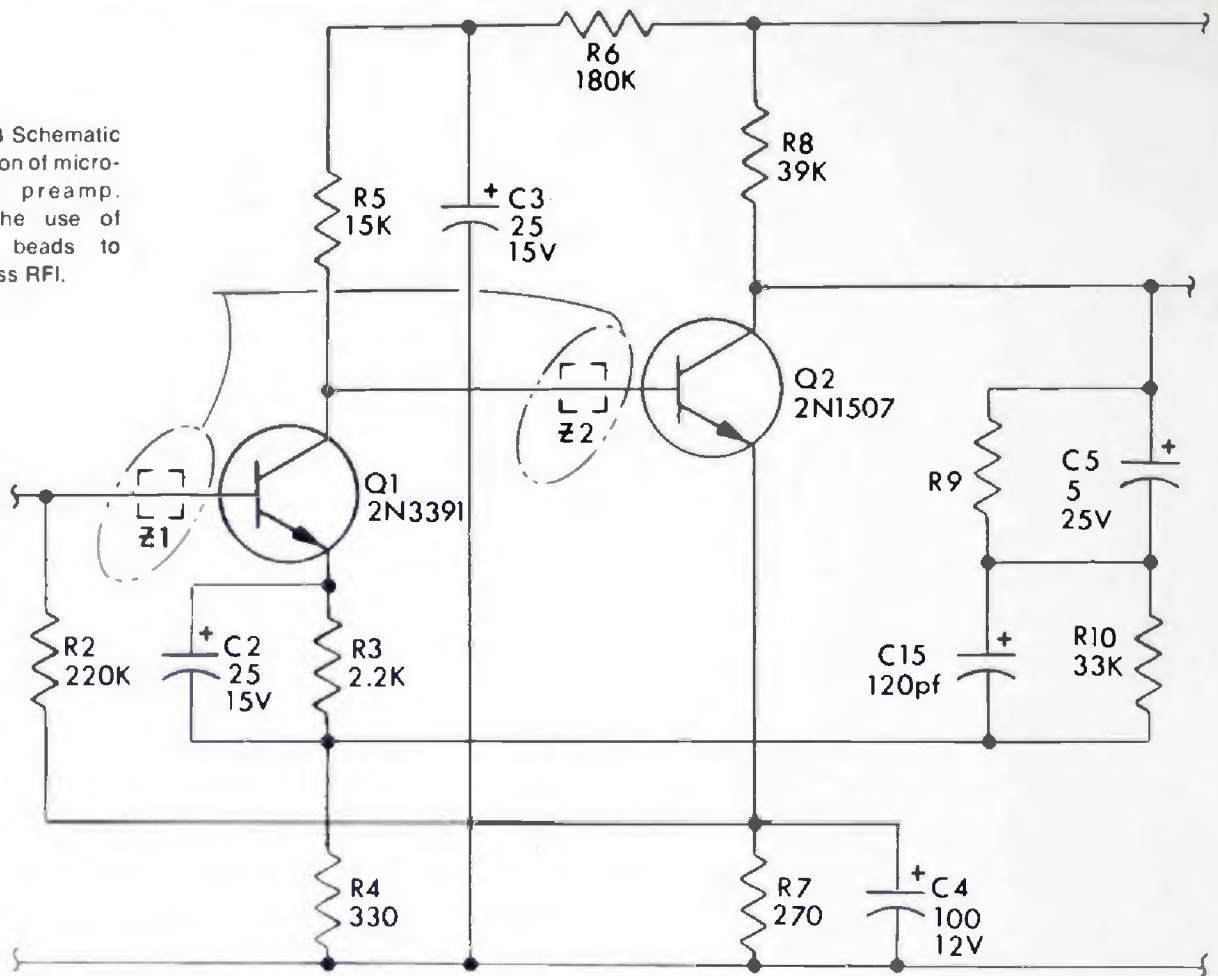 Schematic
on of micro-
preamp.
he use of
beads to
ss RFI.
R6
180K
R8
39K
R5
15K
+ C3
25
15V
Q2
2N1507
Z2
Q1
2N3391
Z1
R9
+
C5
5
25V
R2
220K
+ C2
25
15V
R3
2.2K
+
C15
120pf
R10
33K
R4
330
R7
270
+ C4
100
12V